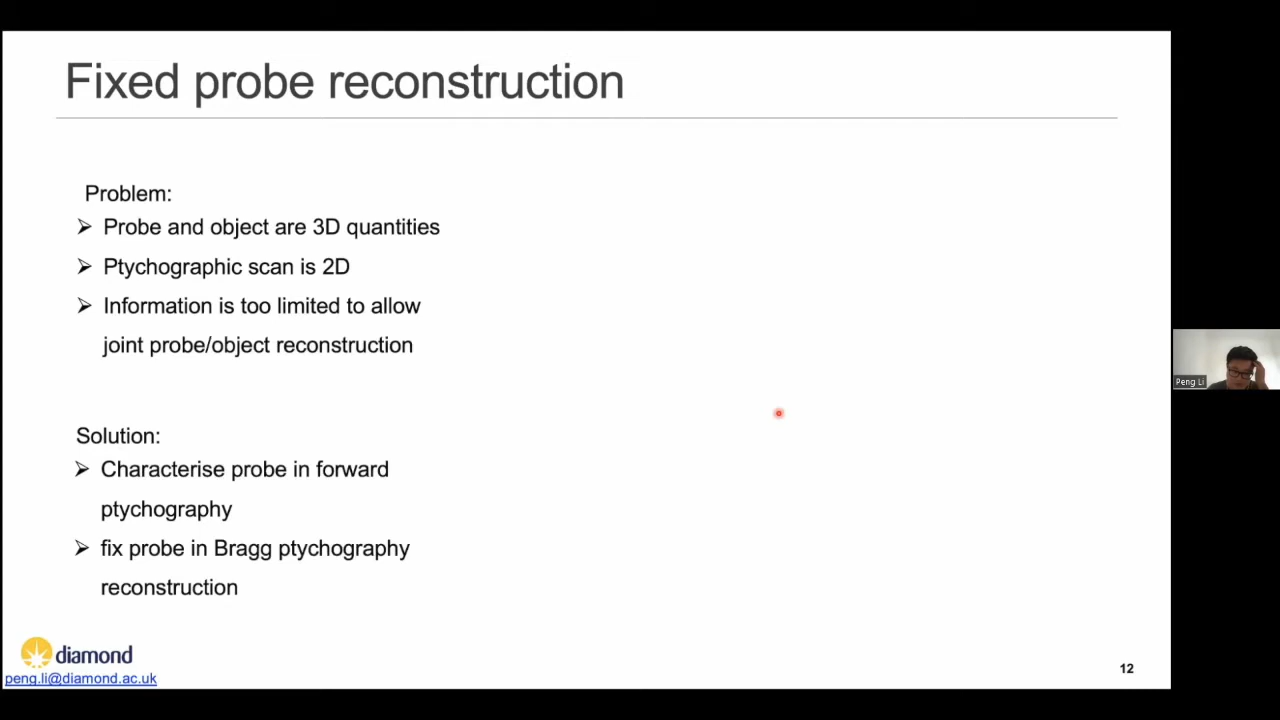 Fixed probe reconstruction
Problem:
➢ Probe and object are 3D quantities
➢ Ptychographic scan is 2D
➢ Information is too limited to allow
joint probe/object reconstruction
Solution:
➢ Characterise probe in forward
ptychography
➢ fix probe in Bragg ptychography
reconstruction
diamond
peng.li@diamond.ac.uk
12
Peng Li